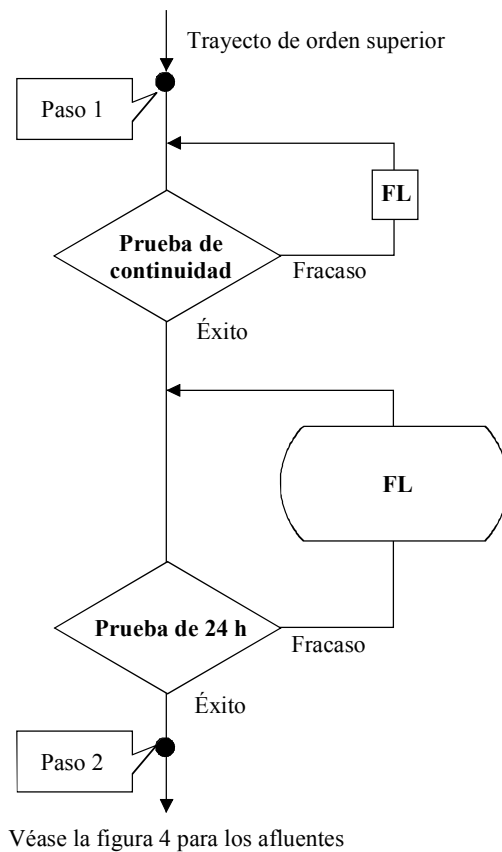 Trayecto de orden superior
Paso 1
FL
Prueba de
continuidad
Fracaso
Éxito
FL
Prueba de 24 h
Fracaso
Éxito
Paso 2
Véase la figura 4 para los afluentes